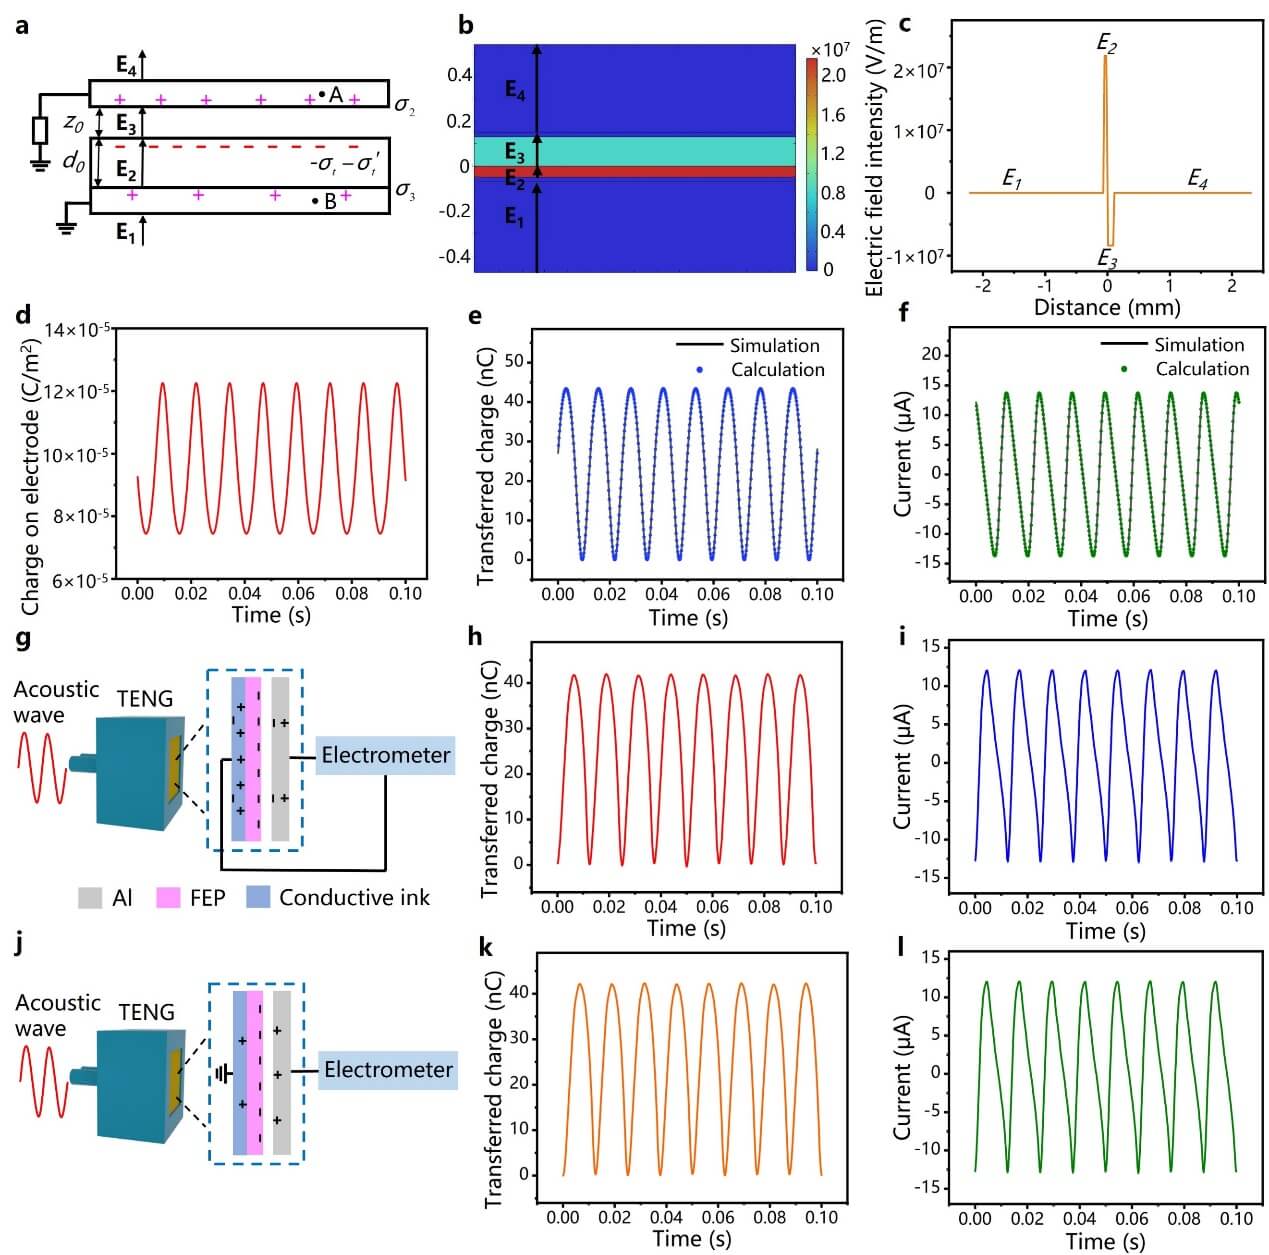 a
E₄
A
σ₂
z₀
E₃
d₀
E₂
-σₜ -σₜ′
σ₃
B
E₁
b
×10⁷
0.4
0.2
0
-0.2
-0.4
E₄
E₃
E₂
E₁
2.0
1.6
1.2
0.8
0.4
0
c
Electric field intensity (V/m)
2×10⁷
1×10⁷
0
-1×10⁷
E₂
E₁
E₄
E₃
-2
-1
0
1
2
Distance (mm)
d
Charge on electrode (C/m²)
14×10⁻⁵
12×10⁻⁵
10×10⁻⁵
8×10⁻⁵
6×10⁻⁵
0.00 0.02 0.04 0.06 0.08 0.10
Time (s)
e
Transferred charge (nC)
50
40
30
20
10
0
Simulation
Calculation
0.00 0.02 0.04 0.06 0.08 0.10
Time (s)
f
Current (μA)
20
15
10
5
0
-5
-10
-15
Simulation
Calculation
0.00 0.02 0.04 0.06 0.08 0.10
Time (s)
g
Acoustic
wave
TENG
Electrometer
Al
FEP
Conductive ink
h
Transferred charge (nC)
40
30
20
10
0
0.00 0.02 0.04 0.06 0.08 0.10
Time (s)
i
Current (μA)
15
10
5
0
-5
-10
-15
0.00 0.02 0.04 0.06 0.08 0.10
Time (s)
j
Acoustic
wave
TENG
Electrometer
k
Transferred charge (nC)
40
30
20
10
0
0.00 0.02 0.04 0.06 0.08 0.10
Time (s)
l
Current (μA)
15
10
5
0
-5
-10
-15
0.00 0.02 0.04 0.06 0.08 0.10
Time (s)